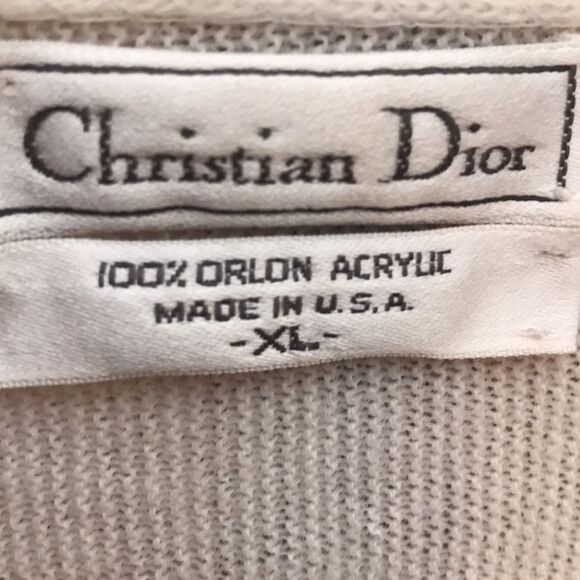 Christian Dior
100% ORLON ACRYLIC
MADE IN U.S.A.
-XL-